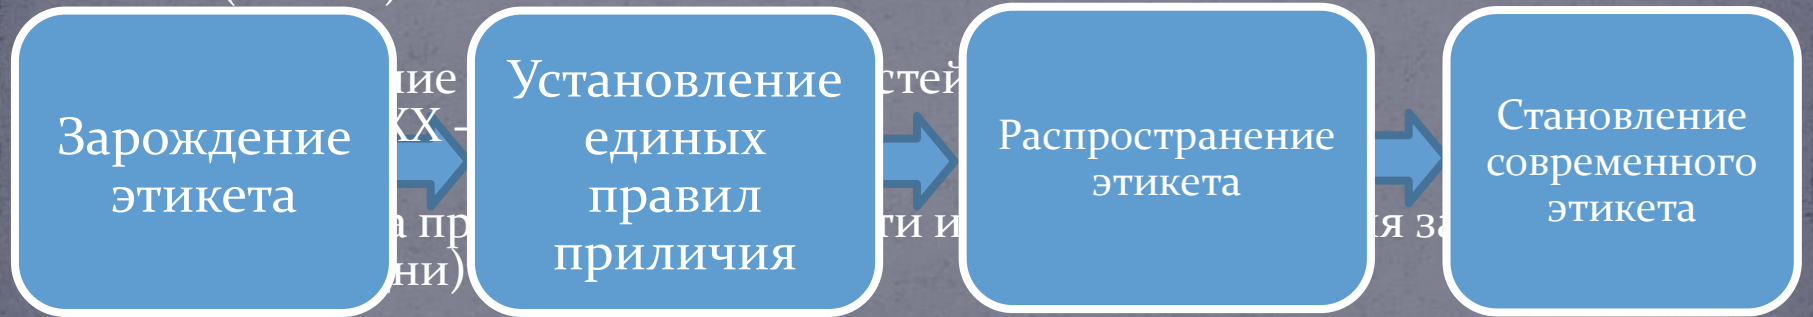 Зарождение
этикета
Установление
единых
правил
приличия
Распространение
этикета
Становление
современного
этикета